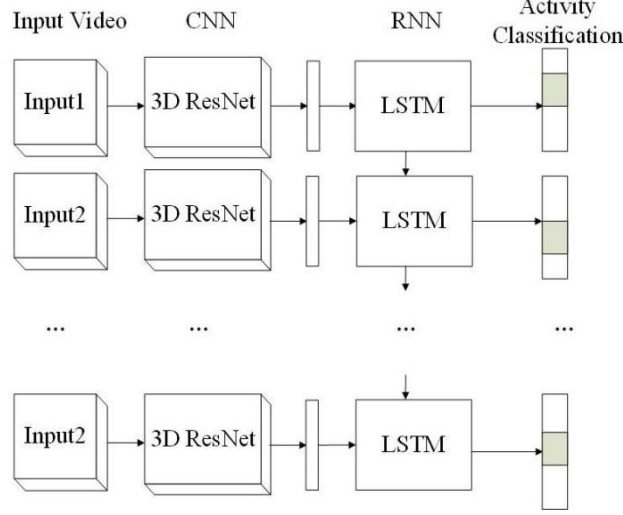 Input Video CNN RNN Activity
Classification
Input1 3D ResNet LSTM
Input2 3D ResNet LSTM
... ... ... ...
Input2 3D ResNet LSTM